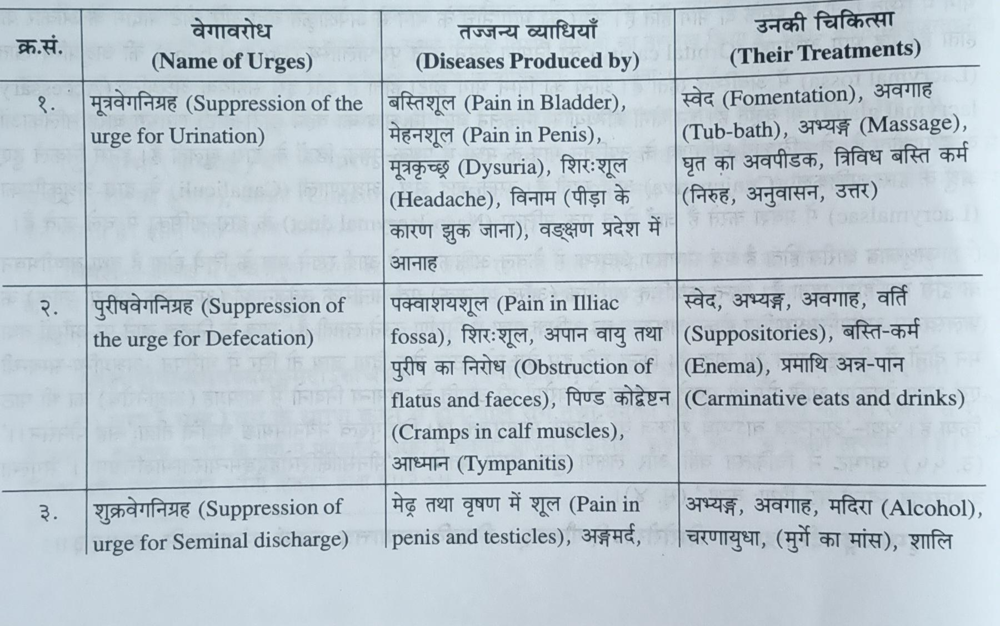 क्र.सं.
वेगावरोध
(Name of Urges)
तज्जन्य व्याधियाँ
(Diseases Produced by)
उनकी चिकित्सा
(Their Treatments)
१.
मूत्रवेगनिग्रह (Suppression of the
urge for Urination)
बस्तिशूल (Pain in Bladder),
मेहनशूल (Pain in Penis),
मूत्रकृच्छ्र (Dysuria), शिरःशूल
(Headache), विनाम (पीड़ा के
कारण झुक जाना), वङ्क्षण प्रदेश में
आनाह
स्वेद (Fomentation), अवगाह
(Tub-bath), अभ्यङ्ग (Massage),
घृत का अवपीडक, त्रिविध बस्ति कर्म
(निरुह, अनुवासन, उत्तर)
२.
पुरीषवेगनिग्रह (Suppression of
the urge for Defecation)
पक्वाशयशूल (Pain in Illiac
fossa), शिरःशूल, अपान वायु तथा
पुरीष का निरोध (Obstruction of
flatus and faeces), पिण्ड कोद्वेष्टन
(Cramps in calf muscles),
आध्मान (Tympanitis)
स्वेद, अभ्यङ्ग, अवगाह, वर्ति
(Suppositories), बस्ति-कर्म
(Enema), प्रमाथि अन्न-पान
(Carminative eats and drinks)
३.
शुक्रवेगनिग्रह (Suppression of
urge for Seminal discharge)
मेढ्र तथा वृषण में शूल (Pain in
penis and testicles), अङ्गमर्द,
अभ्यङ्ग, अवगाह, मदिरा (Alcohol),
चरणायुधा, (मुर्गे का मांस), शालि